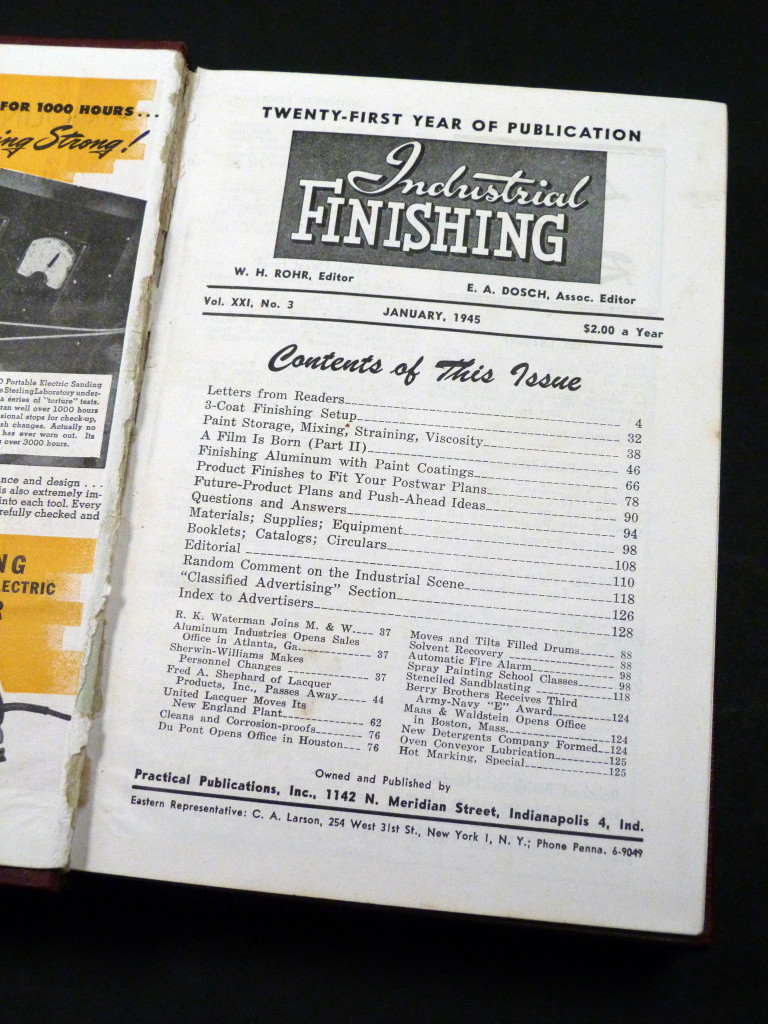 FOR 1000 HOURS...
ing Strong!
Portable Electric Sanding
Sterling Laboratory under-
a series of "torture" tests.
ran well over 1000 hours
sional stops for check-up,
sh changes. Actually no
has ever worn out. Its
over 3000 hours.
nce and design ...
is also extremely im-
into each tool. Every
refully checked and
NG
LECTRIC
R
TWENTY-FIRST YEAR OF PUBLICATION
Industrial
FINISHING
W. H. ROHR, Editor
E. A. DOSCH, Assoc. Editor
Vol. XXI, No. 3
JANUARY, 1945
$2.00 a Year
Contents of This Issue
Letters from Readers 4
3-Coat Finishing Setup 32
Paint Storage, Mixing, Straining, Viscosity 38
A Film Is Born (Part II) 46
Finishing Aluminum with Paint Coatings 66
Product Finishes to Fit Your Postwar Plans 78
Future-Product Plans and Push-Ahead Ideas 90
Questions and Answers 94
Materials; Supplies; Equipment 98
Booklets; Catalogs; Circulars 108
Editorial 110
Random Comment on the Industrial Scene 118
"Classified Advertising" Section 126
Index to Advertisers 128
R. K. Waterman Joins M. & W. 37
Aluminum Industries Opens Sales
Office in Atlanta, Ga. 37
Sherwin-Williams Makes
Personnel Changes 37
Fred A. Shephard of Lacquer
Products, Inc., Passes Away 44
United Lacquer Moves Its
New England Plant 62
Cleans and Corrosion-proofs 76
Du Pont Opens Office in Houston 76
Moves and Tilts Filled Drums 88
Solvent Recovery 88
Automatic Fire Alarm 98
Spray Painting School Classes 98
Stenciled Sandblasting 118
Berry Brothers Receives Third
Army-Navy "E" Award 124
Maas & Waldstein Opens Office
in Boston, Mass. 124
New Detergents Company Formed 124
Oven Conveyor Lubrication 125
Hot Marking, Special 125
Owned and Published by
Practical Publications, Inc., 1142 N. Meridian Street, Indianapolis 4, Ind.
Eastern Representative: C. A. Larson, 254 West 31st St., New York 1, N. Y.; Phone Penna. 6-9049